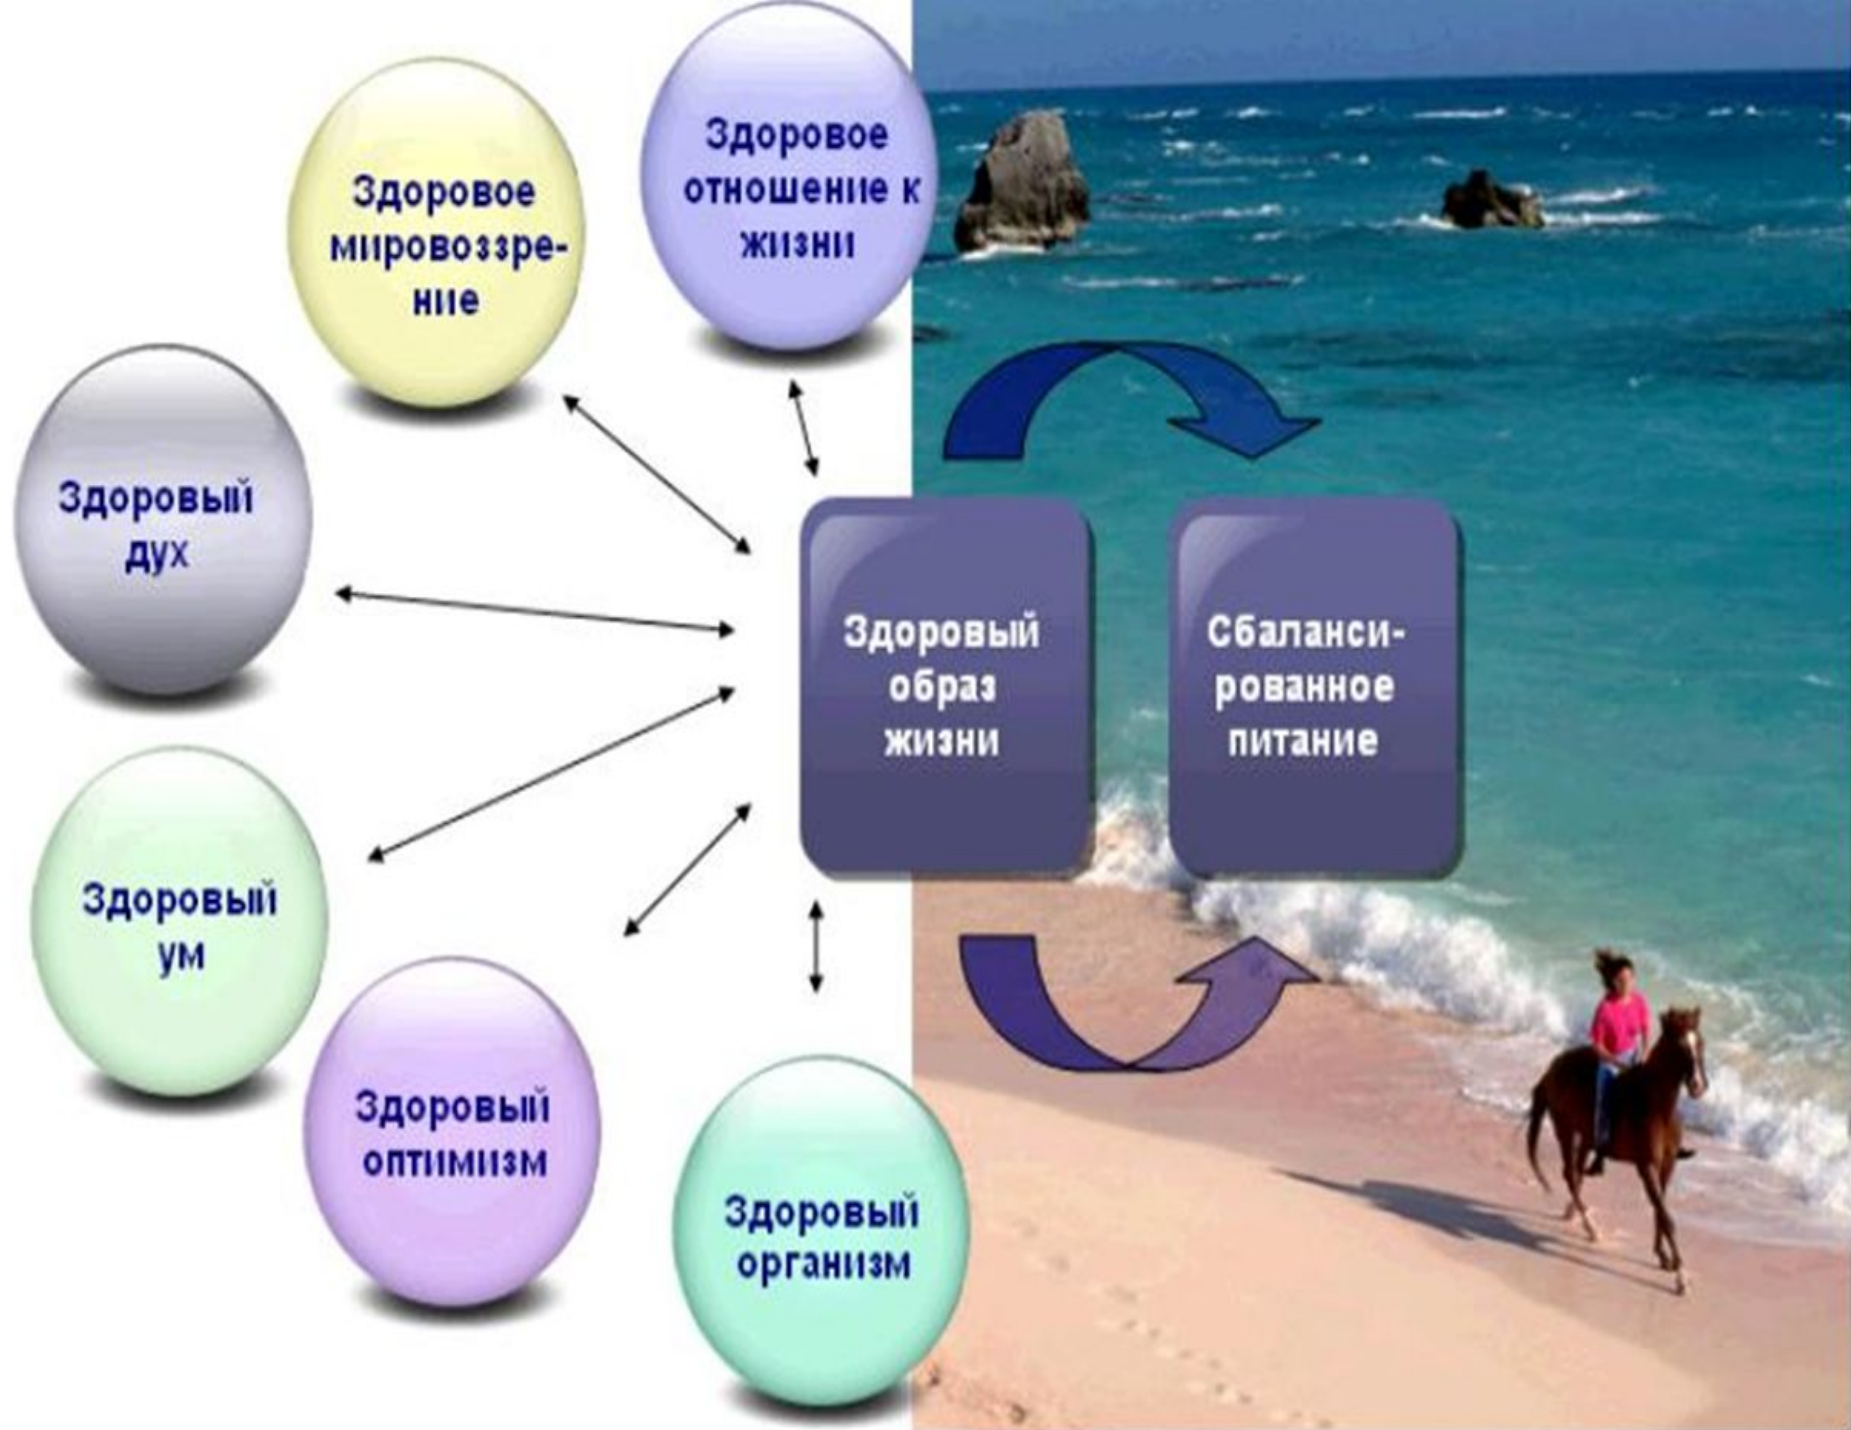 Здоровое
отношение к
жизни
Здоровое
мировоззре-
ние
Здоровый
дух
Здоровый
ум
Здоровый
оптимизм
Здоровый
организм
Здоровый
образ
жизни
Сбаланси-
рованное
питание